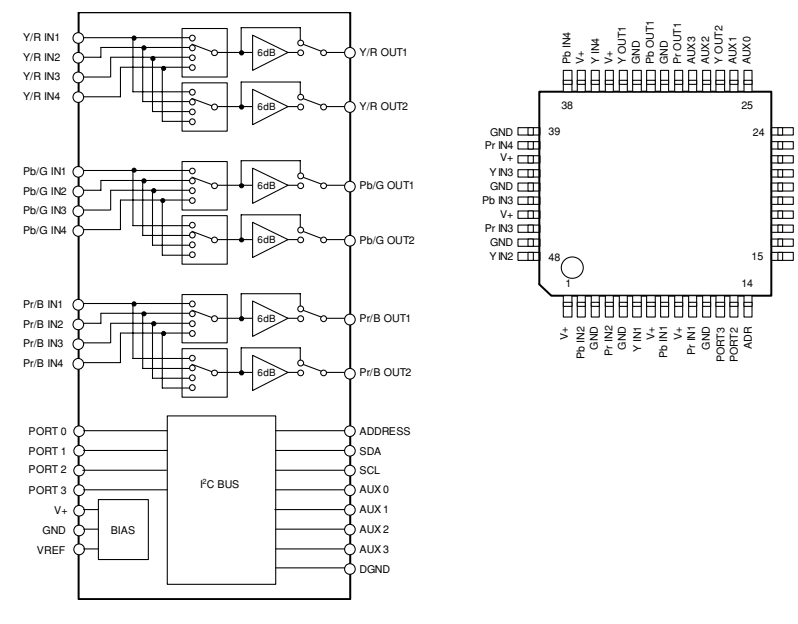 Y/R IN1
Y/R IN2
Y/R IN3
Y/R IN4
6dB
Y/R OUT1
6dB
Y/R OUT2
Pb/G IN1
Pb/G IN2
Pb/G IN3
Pb/G IN4
6dB
Pb/G OUT1
6dB
Pb/G OUT2
Pr/B IN1
Pr/B IN2
Pr/B IN3
Pr/B IN4
6dB
Pr/B OUT1
6dB
Pr/B OUT2
PORT 0
PORT 1
PORT 2
PORT 3
V+
GND
VREF
BIAS
I²C BUS
ADDRESS
SDA
SCL
AUX 0
AUX 1
AUX 2
AUX 3
DGND
Pb IN4
V+
Y IN4
V+
Y OUT1
GND
Pb OUT1
GND
Pr OUT1
AUX3
AUX2
Y OUT2
AUX1
AUX0
38
25
GND
Pr IN4
V+
Y IN3
GND
Pb IN3
V+
Pr IN3
GND
Y IN2
39
48
24
15
1
14
V+
Pb IN2
GND
Pr IN2
GND
Y IN1
V+
Pb IN1
V+
Pr IN1
GND
PORT3
PORT2
ADR